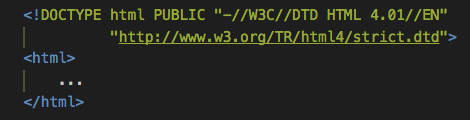 <!DOCTYPE html PUBLIC "-//W3C//DTD HTML 4.01//EN"
"http://www.w3.org/TR/html4/strict.dtd">
<html>
...
</html>